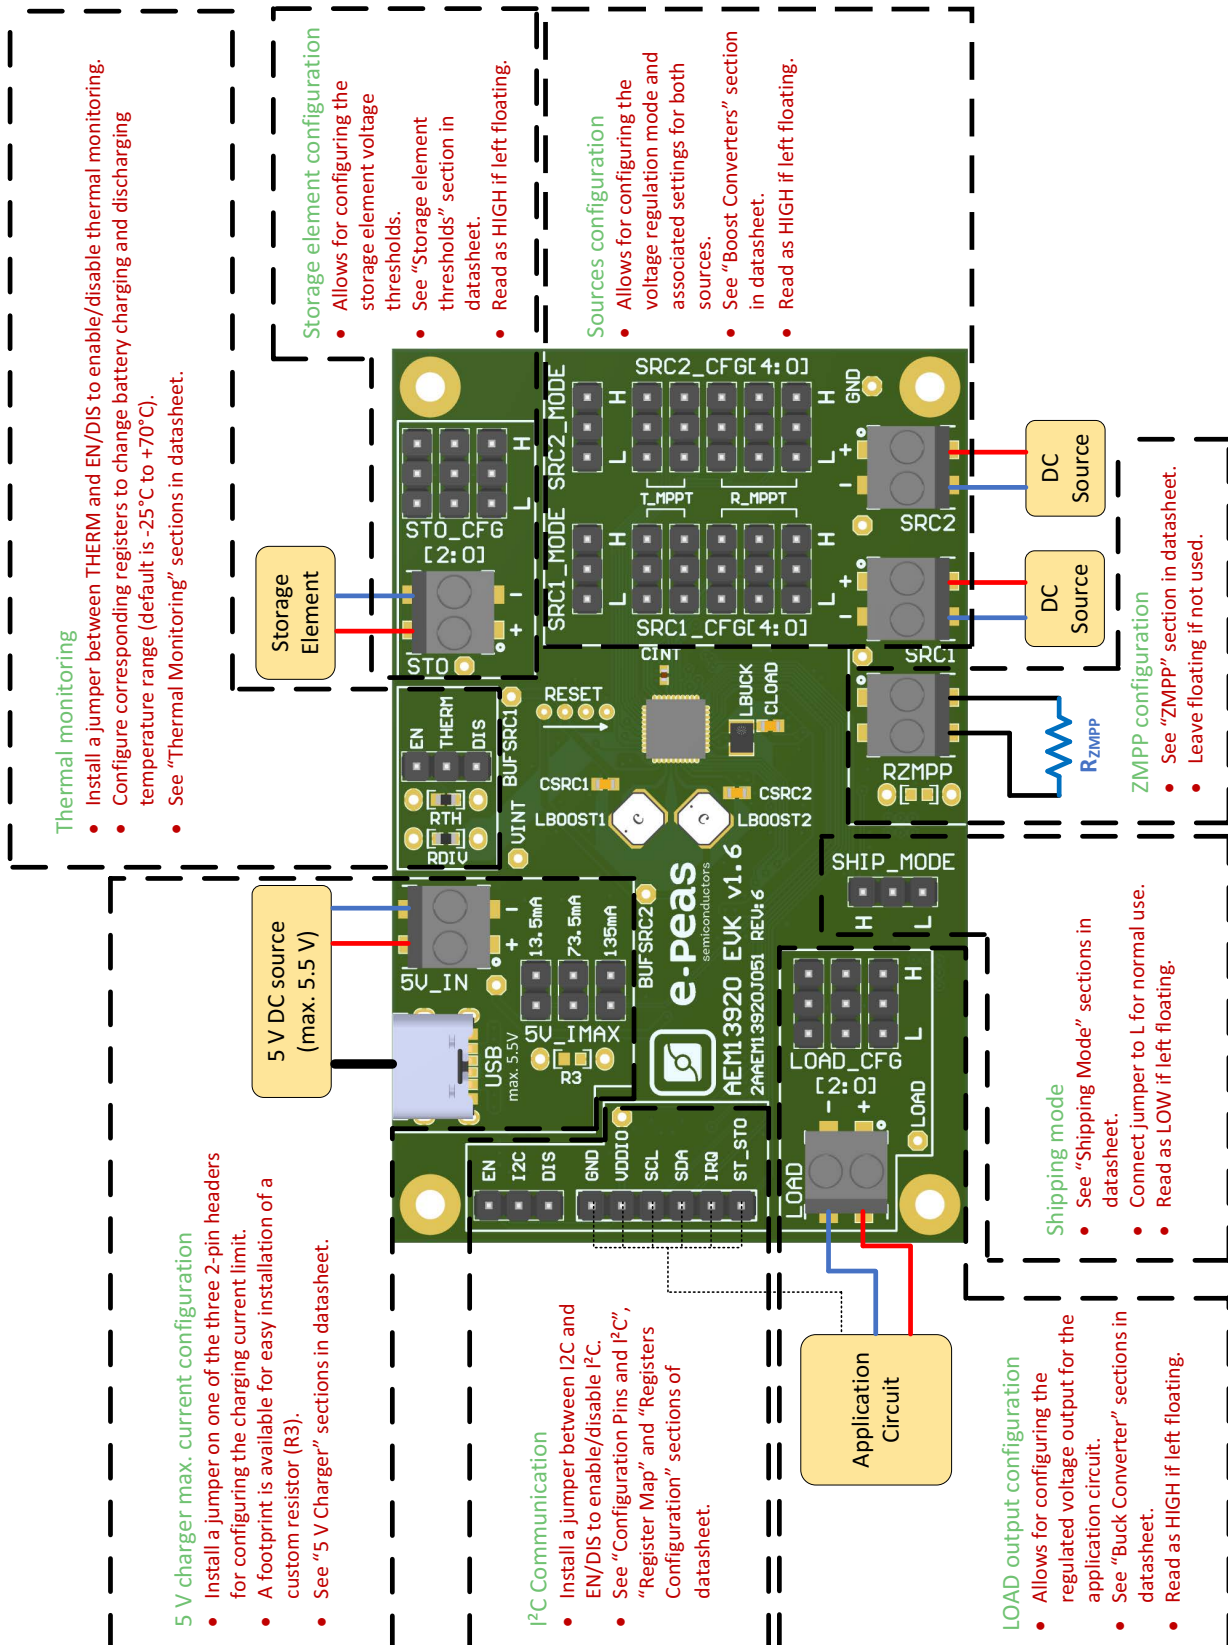 5 V charger max. current configuration
• Install a jumper on one of the three 2-pin headers
for configuring the charging current limit.
• A footprint is available for easy installation of a
custom resistor (R3).
• See “5 V Charger” sections in datasheet.
Thermal monitoring
• Install a jumper between THERM and EN/DIS to enable/disable thermal monitoring.
• Configure corresponding registers to change battery charging and discharging
temperature range (default is -25°C to +70°C).
• See “Thermal Monitoring” sections in datasheet.
Storage element configuration
• Allows for configuring the
storage element voltage
thresholds.
• See “Storage element
thresholds” section in
datasheet.
• Read as HIGH if left floating.
5 V DC source
(max. 5.5 V)
Storage
Element
I²C Communication
• Install a jumper between I2C and
EN/DIS to enable/disable I²C.
• See “Configuration Pins and I²C”,
“Register Map” and “Registers
Configuration” sections of
datasheet.
Sources configuration
• Allows for configuring the
voltage regulation mode and
associated settings for both
sources.
• See “Boost Converters” section
in datasheet.
• Read as HIGH if left floating.
USB
max. 5.5V
5V_IN
- +
13.5mA
73.5mA
135mA
5V_IMAX
R3
BUFSRC2
RDIV
RTH
EN
THERM
DIS
VINT
BUFSRC1
STO
+ -
STO_CFG
[2:0]
L H
EN
I2C
DIS
GND
VDDIO
SCL
SDA
IRQ
ST_STO
e-peas
semiconductors
AEM13920 EVK v1.6
2AAEM13920J051 REV:6
LBOOST1
LBOOST2
CSRC1
CSRC2
RESET
CINT
LBUCK
CLOAD
SRC1_MODE
SRC2_MODE
L H
L H
T_MPPT
R_MPPT
L H
L H
SRC1_CFG[4:0]
SRC2_CFG[4:0]
GND
LOAD
- +
LOAD
LOAD_CFG
[2:0]
L H
SHIP_MODE
H
L
RZMPP
SRC1
- +
SRC2
- +
Application
Circuit
RZMPP
DC
Source
DC
Source
LOAD output configuration
• Allows for configuring the
regulated voltage output for the
application circuit.
• See “Buck Converter” sections in
datasheet.
• Read as HIGH if left floating.
Shipping mode
• See “Shipping Mode” sections in
datasheet.
• Connect jumper to L for normal use.
• Read as LOW if left floating.
ZMPP configuration
• See “ZMPP” section in datasheet.
• Leave floating if not used.